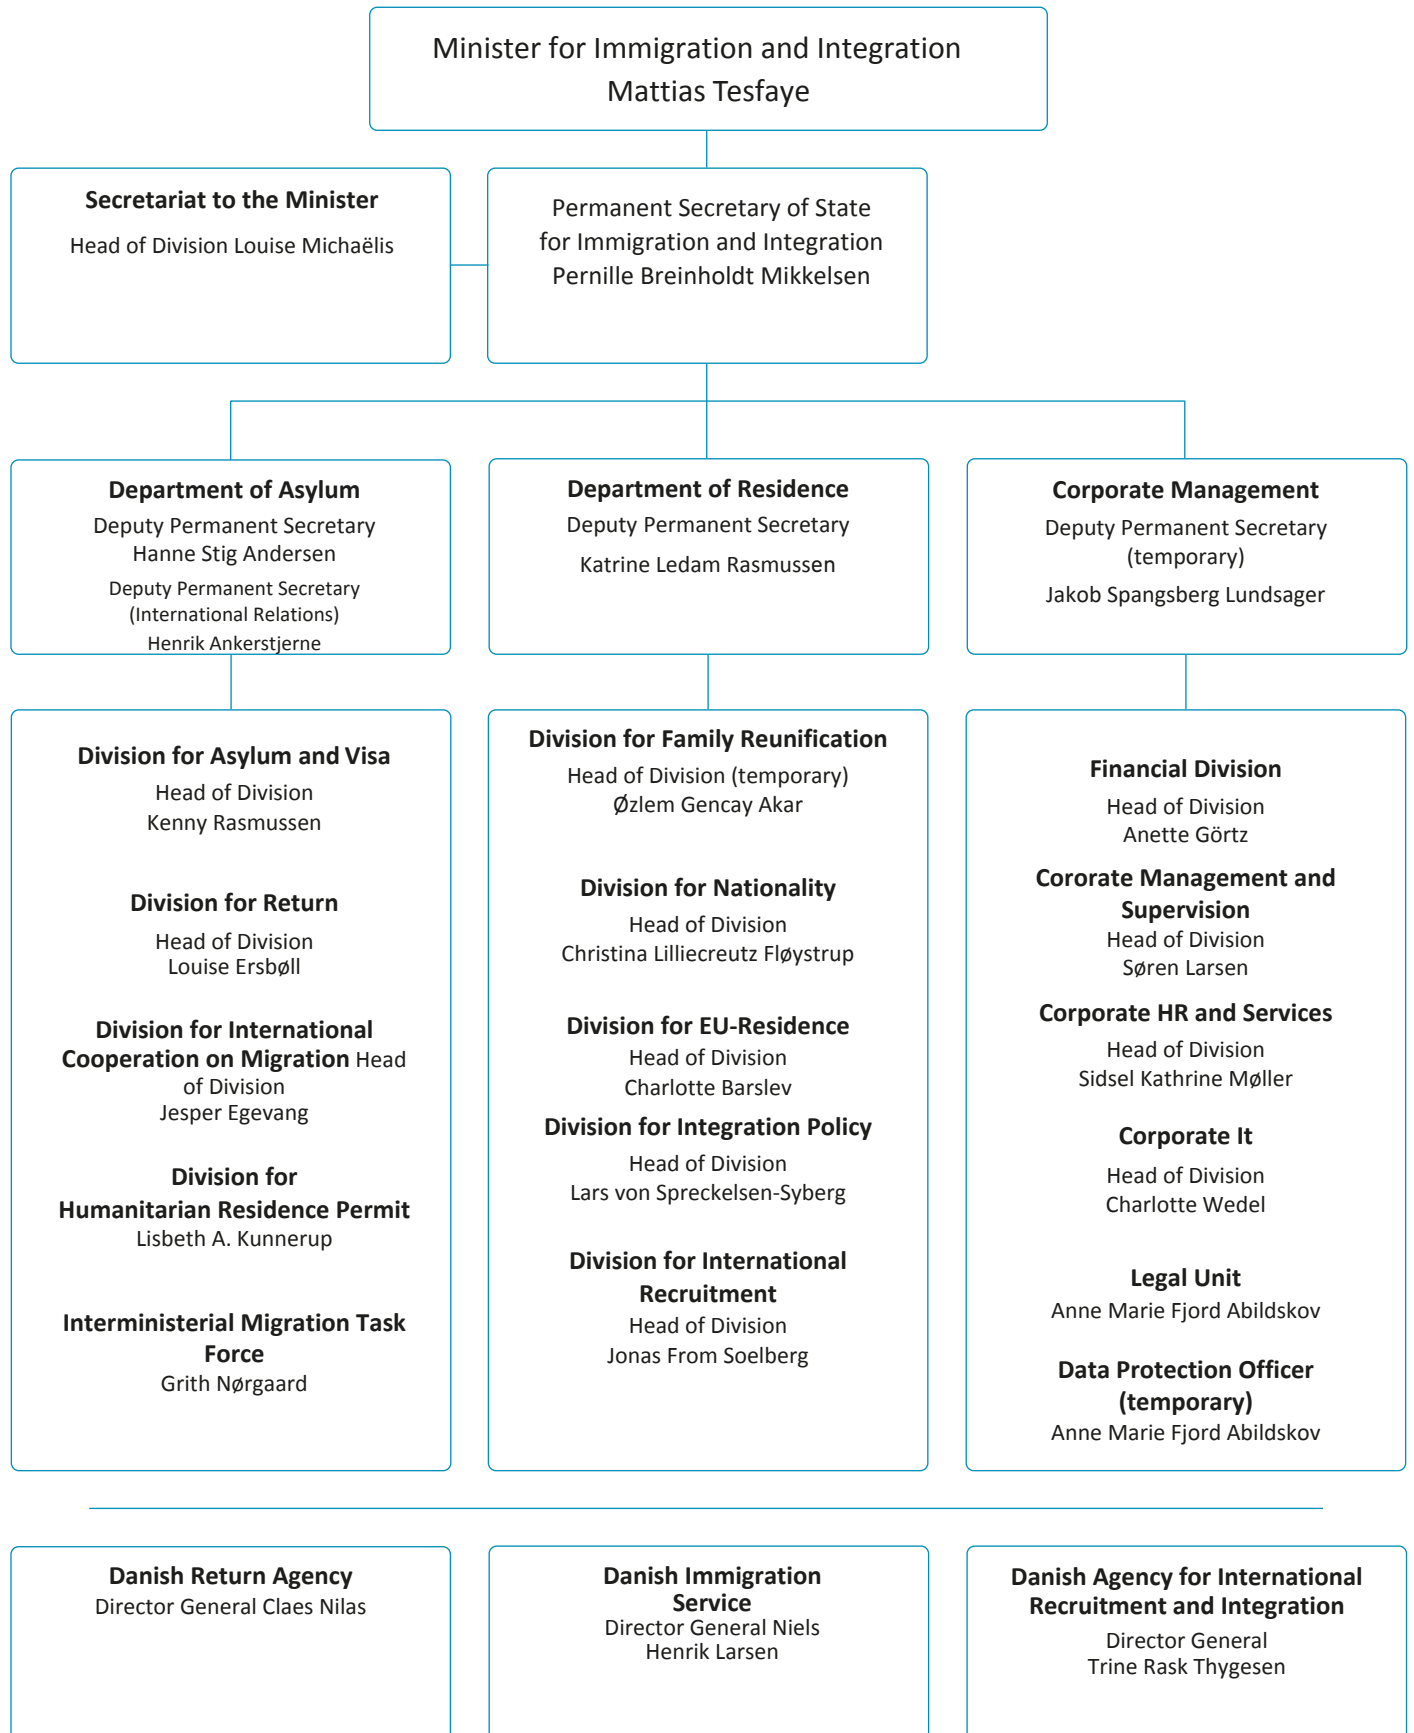 Minister for Immigration and Integration
Mattias Tesfaye
Secretariat to the Minister
Head of Division Louise Michaëlis
Permanent Secretary of State
for Immigration and Integration
Pernille Breinholdt Mikkelsen
Department of Asylum
Deputy Permanent Secretary
Hanne Stig Andersen
Deputy Permanent Secretary
(International Relations)
Henrik Ankerstjerne
Department of Residence
Deputy Permanent Secretary
Katrine Ledam Rasmussen
Corporate Management
Deputy Permanent Secretary
(temporary)
Jakob Spangsberg Lundsager
Division for Asylum and Visa
Head of Division
Kenny Rasmussen
Division for Return
Head of Division
Louise Ersbøll
Division for International
Cooperation on Migration Head
of Division
Jesper Egevang
Division for
Humanitarian Residence Permit
Lisbeth A. Kunnerup
Interministerial Migration Task
Force
Grith Nørgaard
Division for Family Reunification
Head of Division (temporary)
Øzlem Gencay Akar
Division for Nationality
Head of Division
Christina Lilliecreutz Fløystrup
Division for EU-Residence
Head of Division
Charlotte Barslev
Division for Integration Policy
Head of Division
Lars von Spreckelsen-Syberg
Division for International
Recruitment
Head of Division
Jonas From Soelberg
Financial Division
Head of Division
Anette Görtz
Cororate Management and
Supervision
Head of Division
Søren Larsen
Corporate HR and Services
Head of Division
Sidsel Kathrine Møller
Corporate It
Head of Division
Charlotte Wedel
Legal Unit
Anne Marie Fjord Abildskov
Data Protection Officer
(temporary)
Anne Marie Fjord Abildskov
Danish Return Agency
Director General Claes Nilas
Danish Immigration
Service
Director General Niels
Henrik Larsen
Danish Agency for International
Recruitment and Integration
Director General
Trine Rask Thygesen